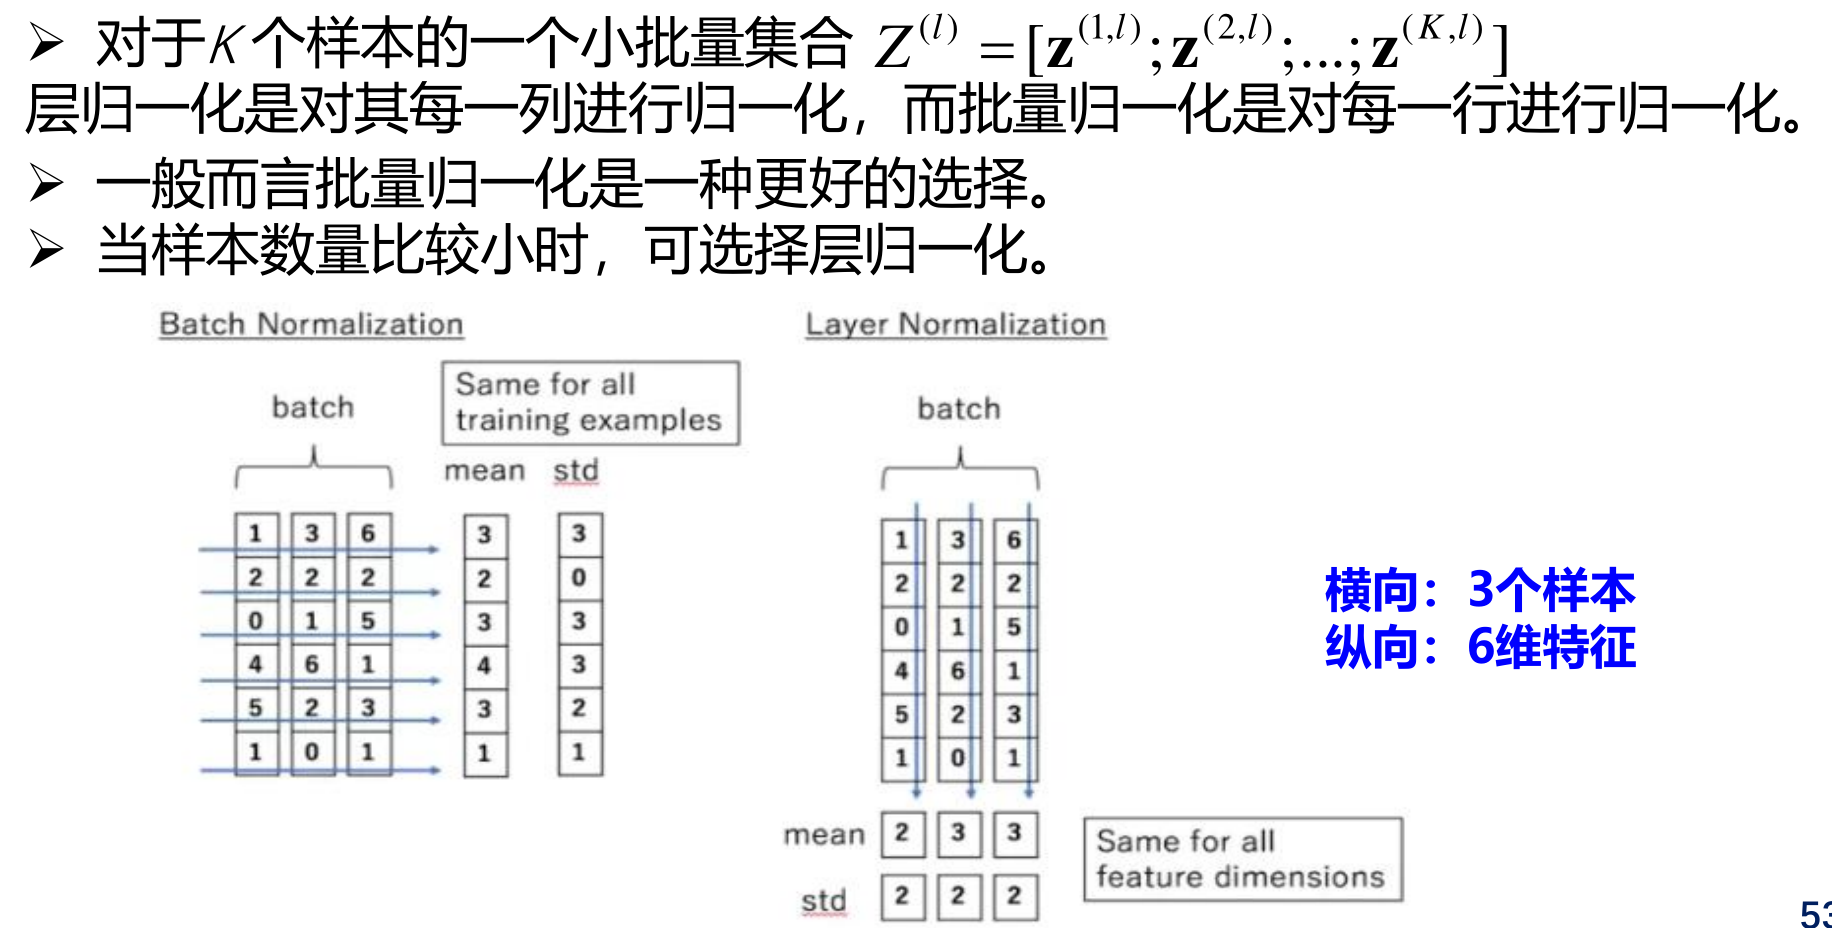 ➢ 对于K个样本的一个小批量集合 Z^(l) = [z^(1,l); z^(2,l); ...; z^(K,l)]
层归一化是对其每一列进行归一化，而批量归一化是对每一行进行归一化。
➢ 一般而言批量归一化是一种更好的选择。
➢ 当样本数量比较小时，可选择层归一化。
Batch Normalization
Same for all
training examples
batch
mean std
1 3 6 3 3
2 2 2 2 0
0 1 5 3 3
4 6 1 4 3
5 2 3 3 2
1 0 1 1 1
Layer Normalization
batch
1 3 6
2 2 2
0 1 5
4 6 1
5 2 3
1 0 1
mean 2 3 3
std 2 2 2
Same for all
feature dimensions
横向：3个样本
纵向：6维特征
53